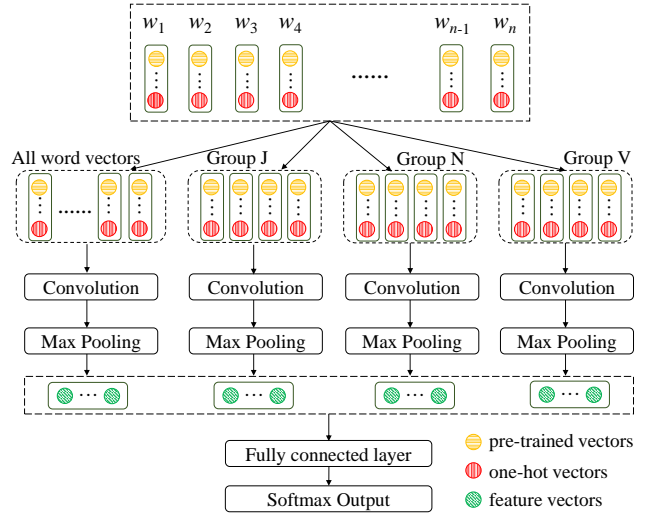 w1 w2 w3 w4 wn-1 wn
......
All word vectors Group J Group N Group V
......
Convolution Convolution Convolution Convolution
Max Pooling Max Pooling Max Pooling Max Pooling
... ... ... ...
Fully connected layer
Softmax Output
pre-trained vectors
one-hot vectors
feature vectors